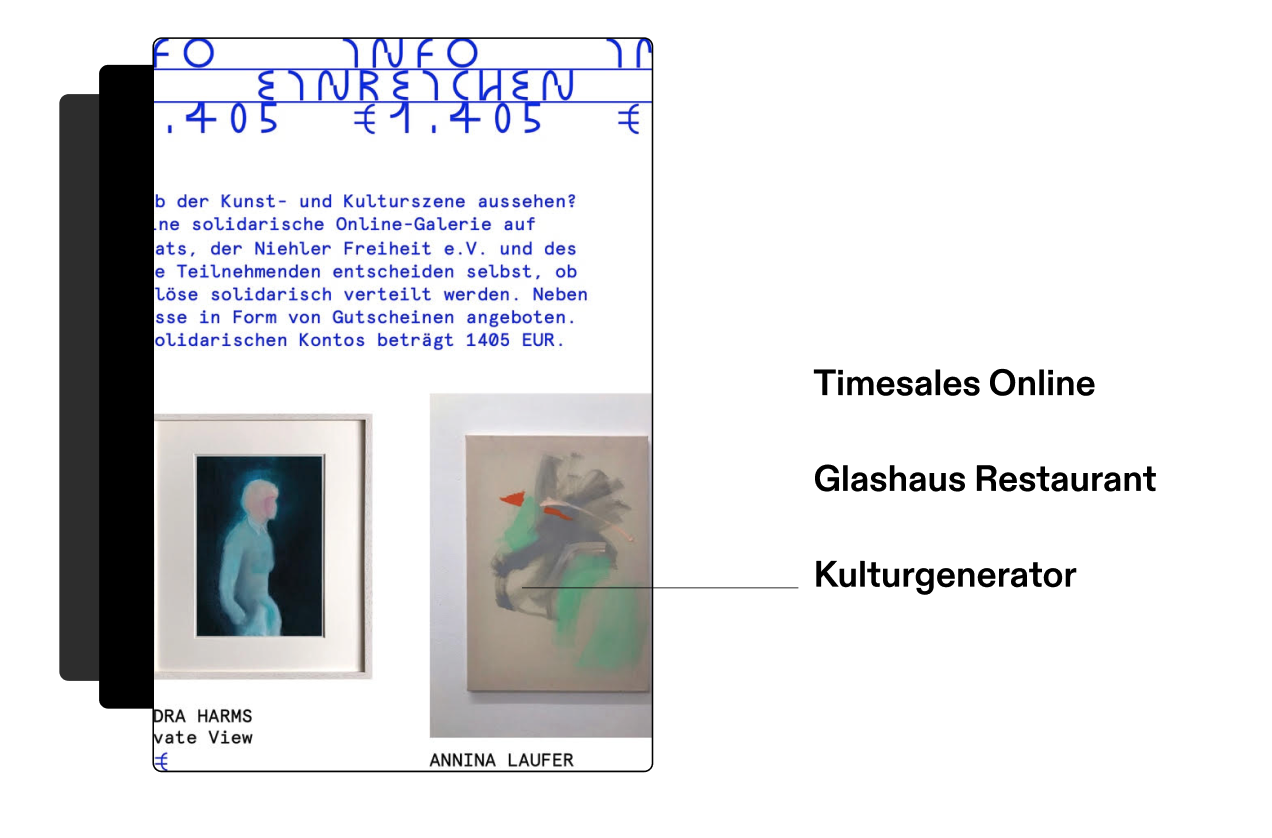 FO INFO IN
EINREICHEN
.405 €1.405 €
b der Kunst- und Kulturszene aussehen?
ine solidarische Online-Galerie auf
ats, der Niehler Freiheit e.V. und des
e Teilnehmenden entscheiden selbst, ob
löse solidarisch verteilt werden. Neben
sse in Form von Gutscheinen angeboten.
olidarischen Kontos beträgt 1405 EUR.
DRA HARMS
vate View
€
ANNINA LAUFER
Timesales Online
Glashaus Restaurant
Kulturgenerator